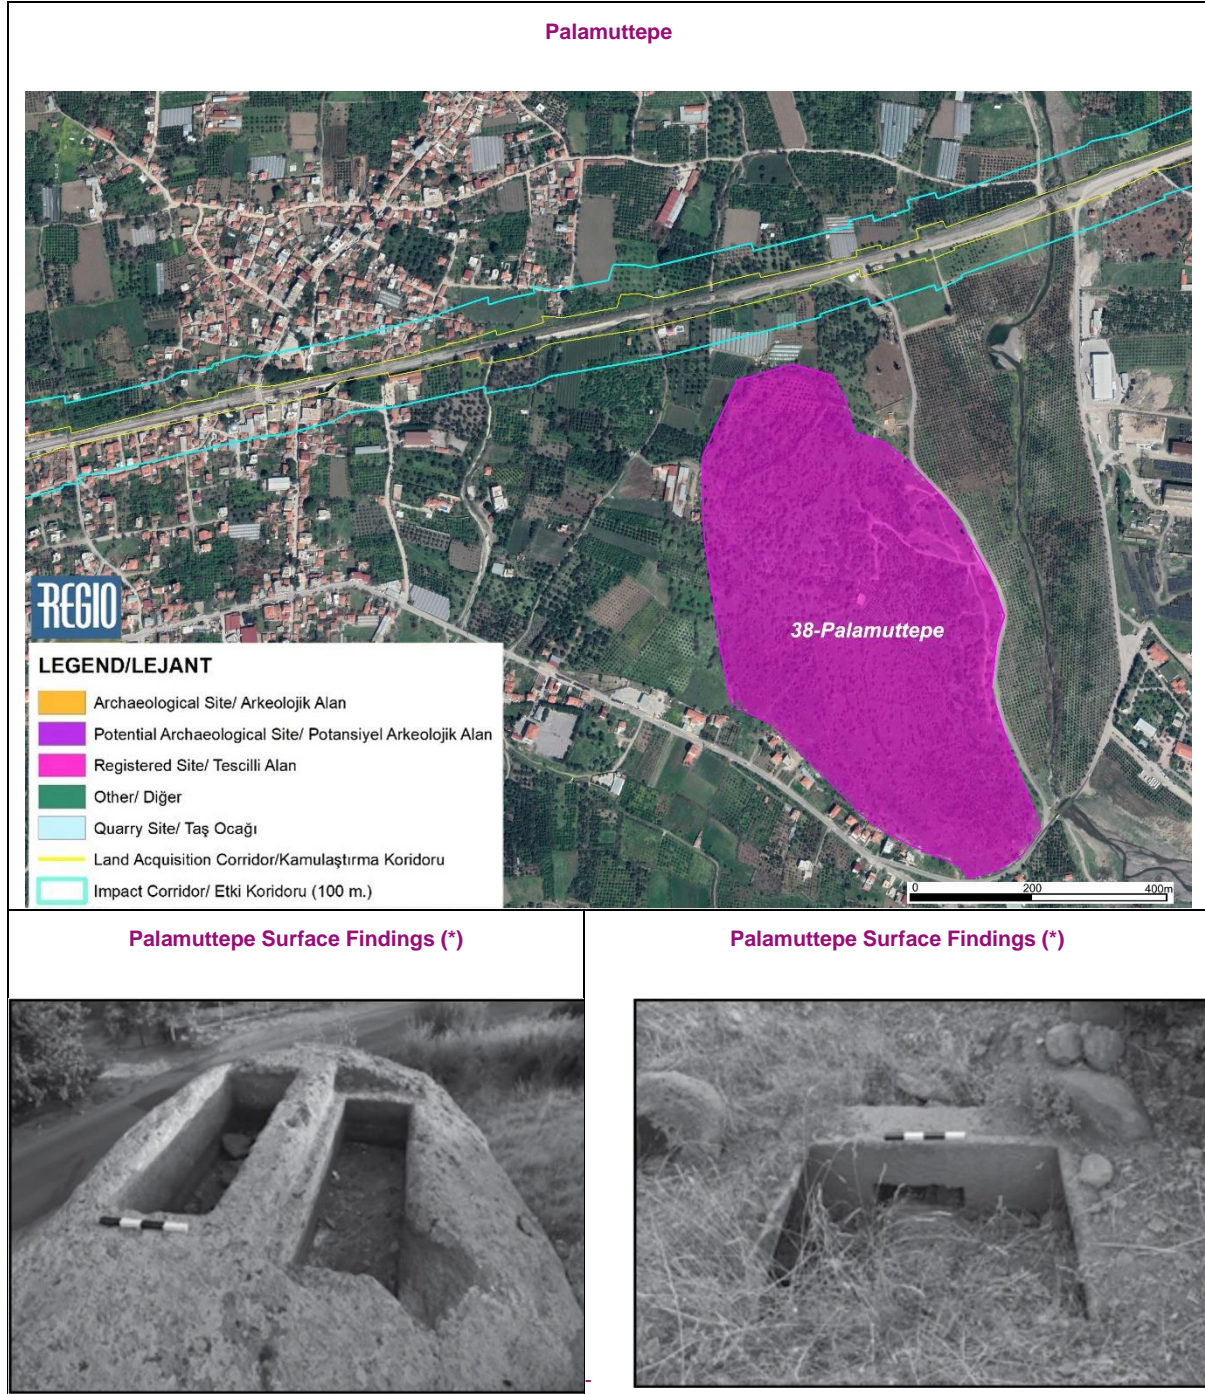 Palamuttepe
38-Palamuttepe
REGIO
LEGEND/LEJANT
Archaeological Site/ Arkeolojik Alan
Potential Archaeological Site/ Potansiyel Arkeolojik Alan
Registered Site/ Tescilli Alan
Other/ Diğer
Quarry Site/ Taş Ocağı
Land Acquisition Corridor/Kamulaştırma Koridoru
Impact Corridor/ Etki Koridoru (100 m.)
0 200 400m
Palamuttepe Surface Findings (*)
Palamuttepe Surface Findings (*)
-